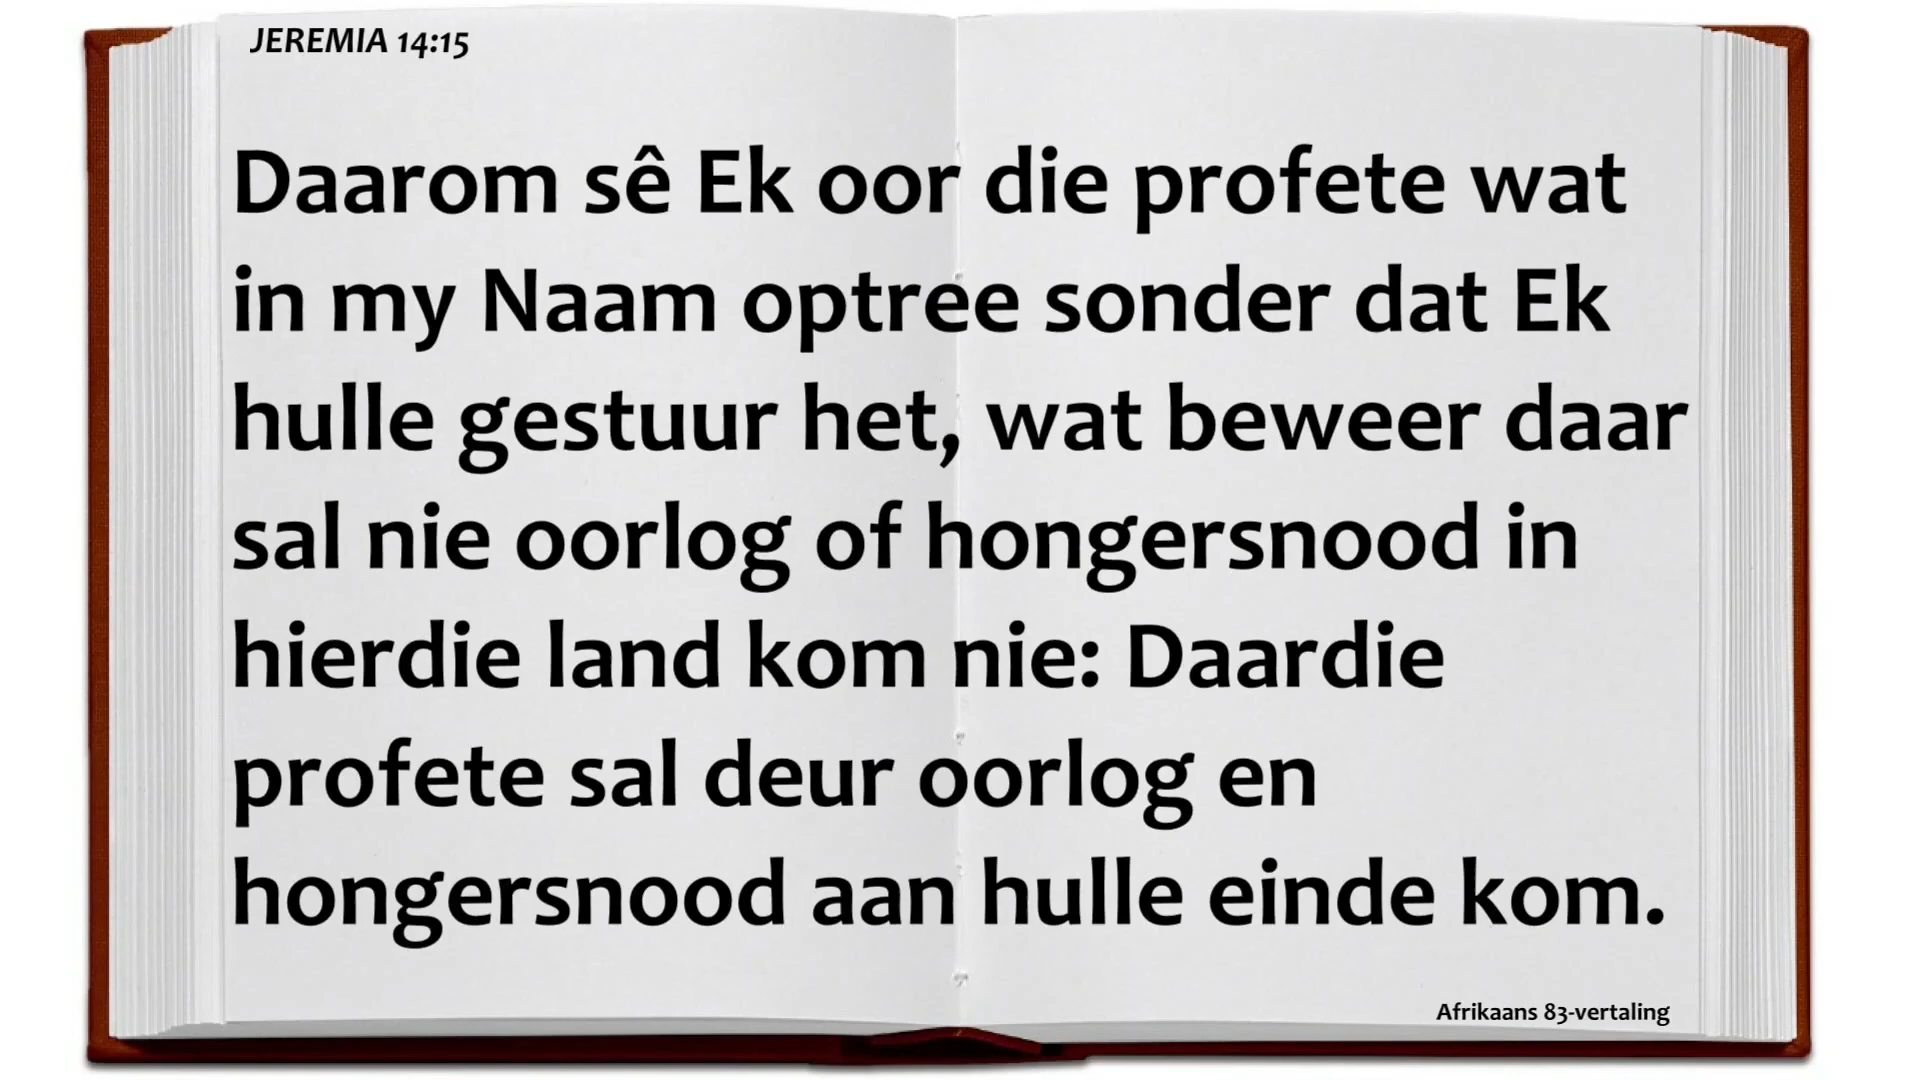 JEREMIA 14:15
Daarom sê Ek oor die profete wat
in my Naam optree sonder dat Ek
hulle gestuur het, wat beweer daar
sal nie oorlog of hongersnood in
hierdie land kom nie: Daardie
profete sal deur oorlog en
hongersnood aan hulle einde kom.
Afrikaans 83-vertaling